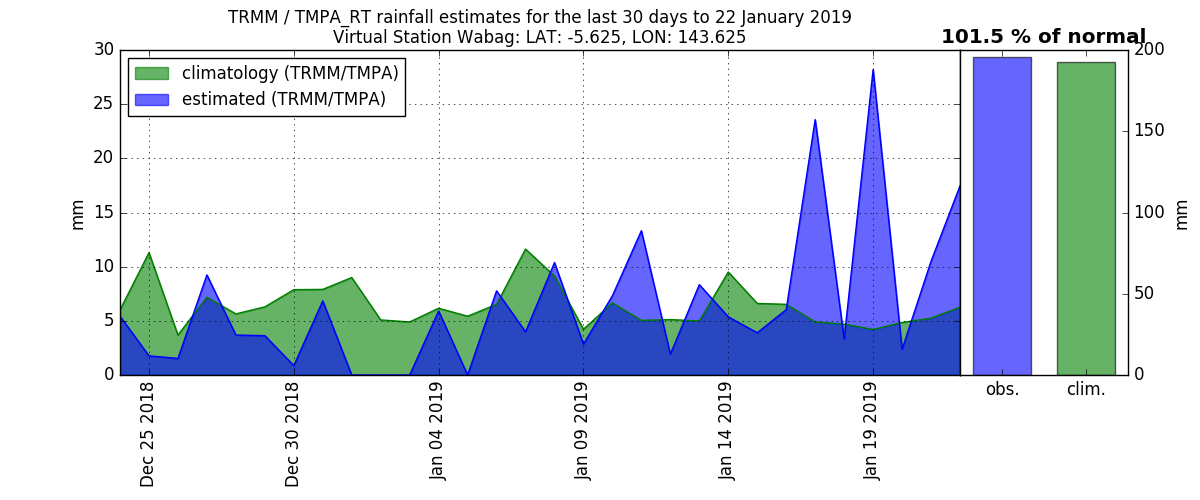 TRMM / TMPA_RT rainfall estimates for the last 30 days to 22 January 2019
Virtual Station Wabag: LAT: -5.625, LON: 143.625
101.5 % of normal
climatology (TRMM/TMPA)
estimated (TRMM/TMPA)
30
25
20
15
10
5
0
mm
200
150
100
50
0
mm
obs.
clim.
Dec 25 2018
Dec 30 2018
Jan 04 2019
Jan 09 2019
Jan 14 2019
Jan 19 2019